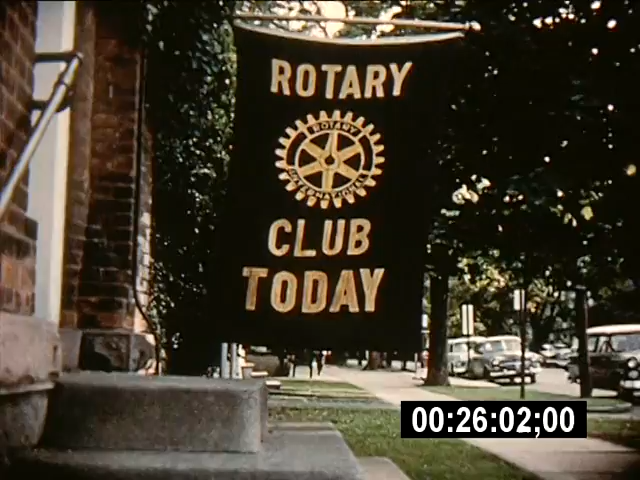 ROTARY
ROTARY
INTERNATIONAL
CLUB
TODAY
00:26:02;00